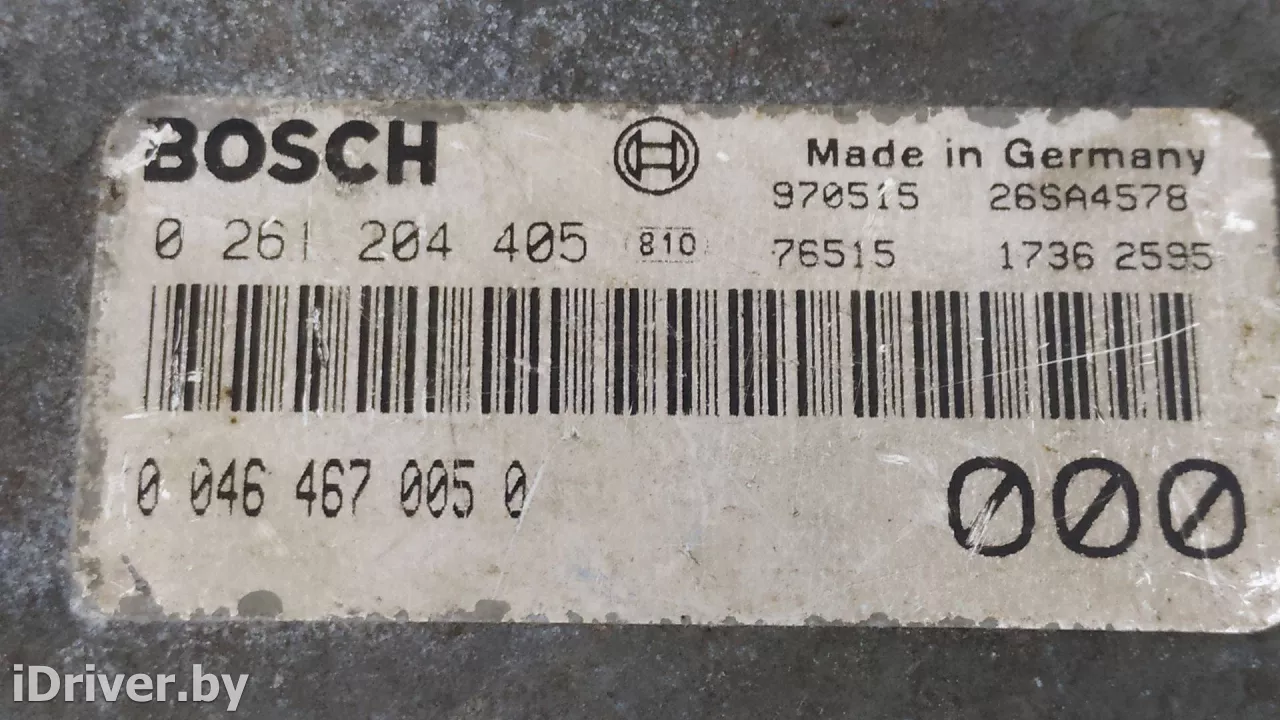 BOSCH
Made in Germany
970515 26SA4578
0 261 204 405 810 76515 1736 2595
0 046 467 005 0
000
iDriver.by